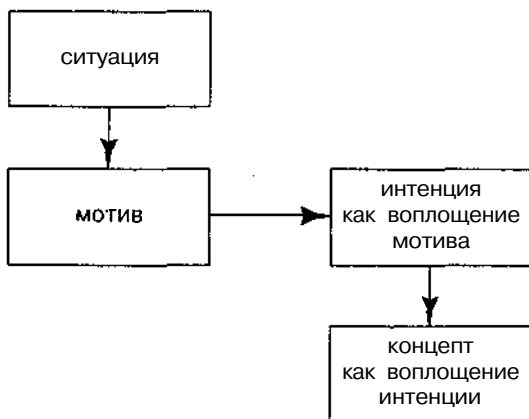 ситуация
мотив
интенция
как воплощение
мотива
концепт
как воплощение
интенции